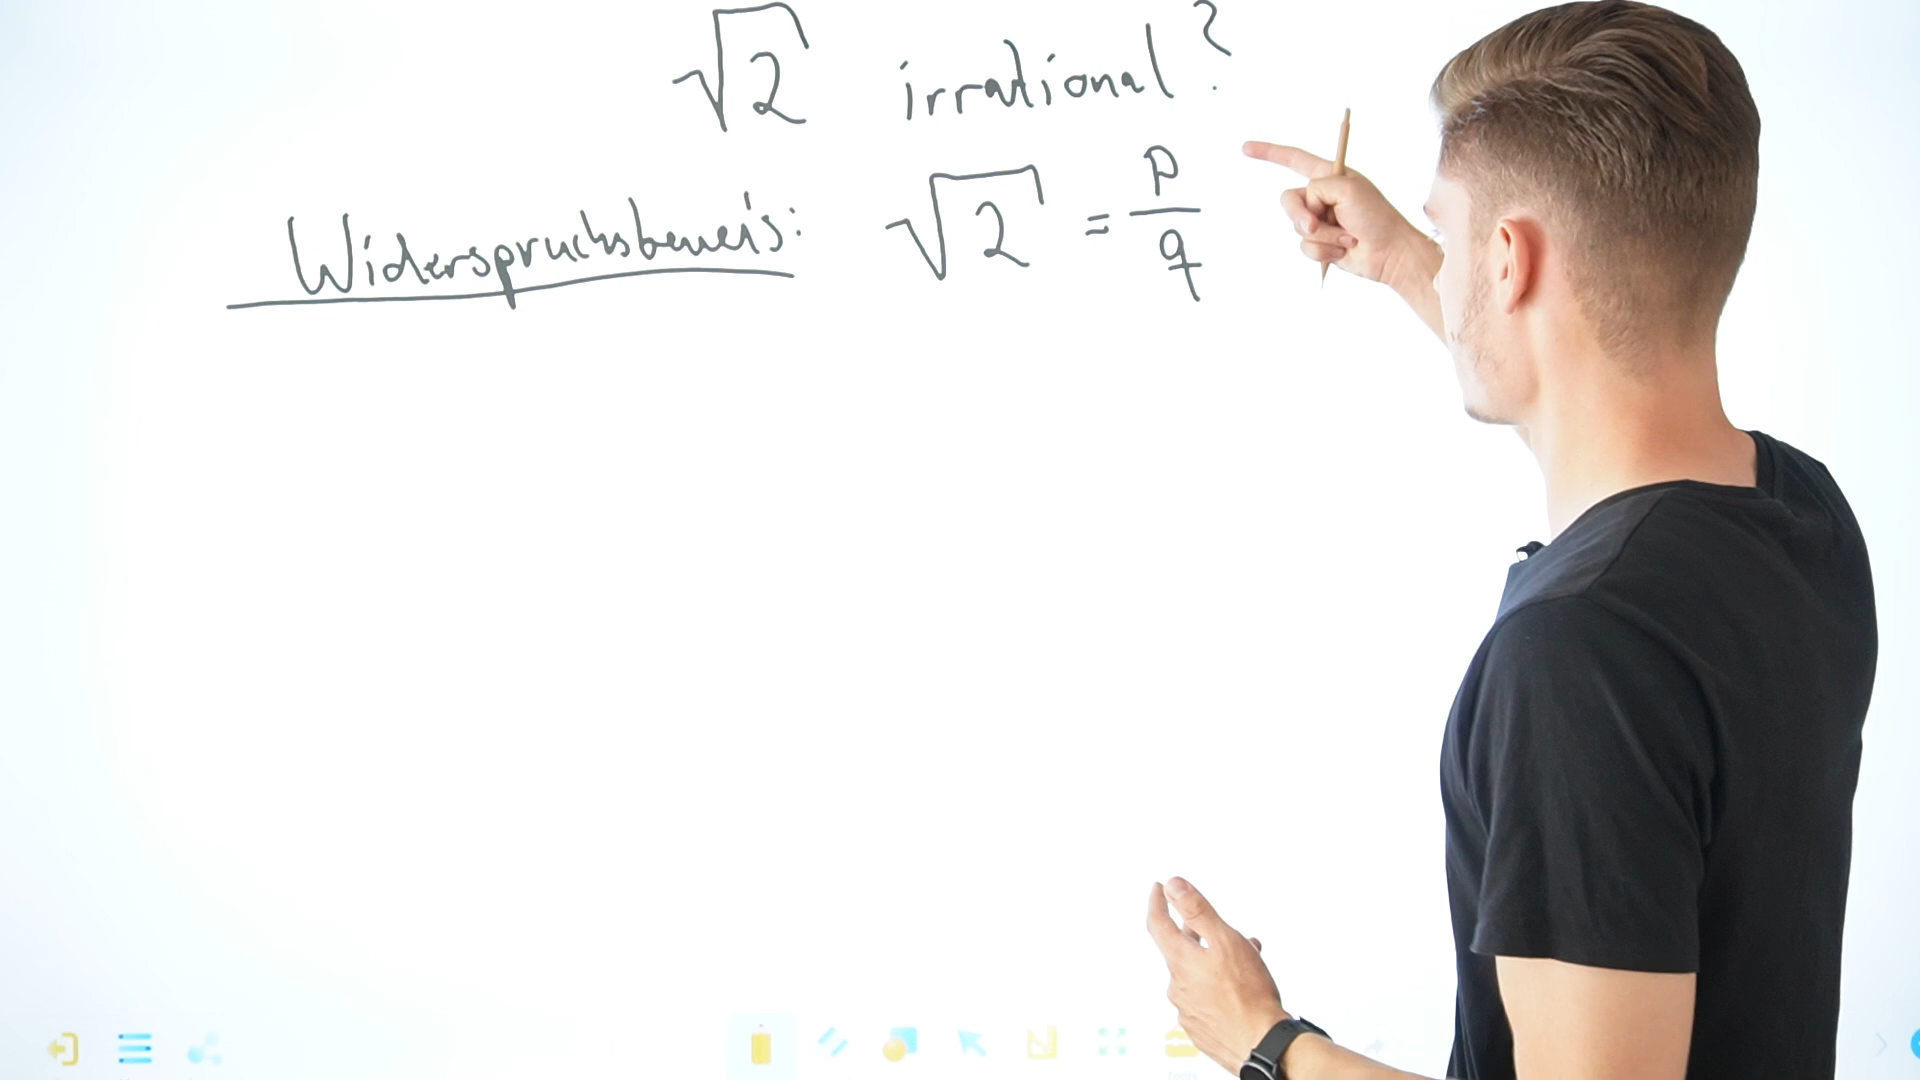 √2 irrational?
Widerspruchsbeweis: √2 = p/q